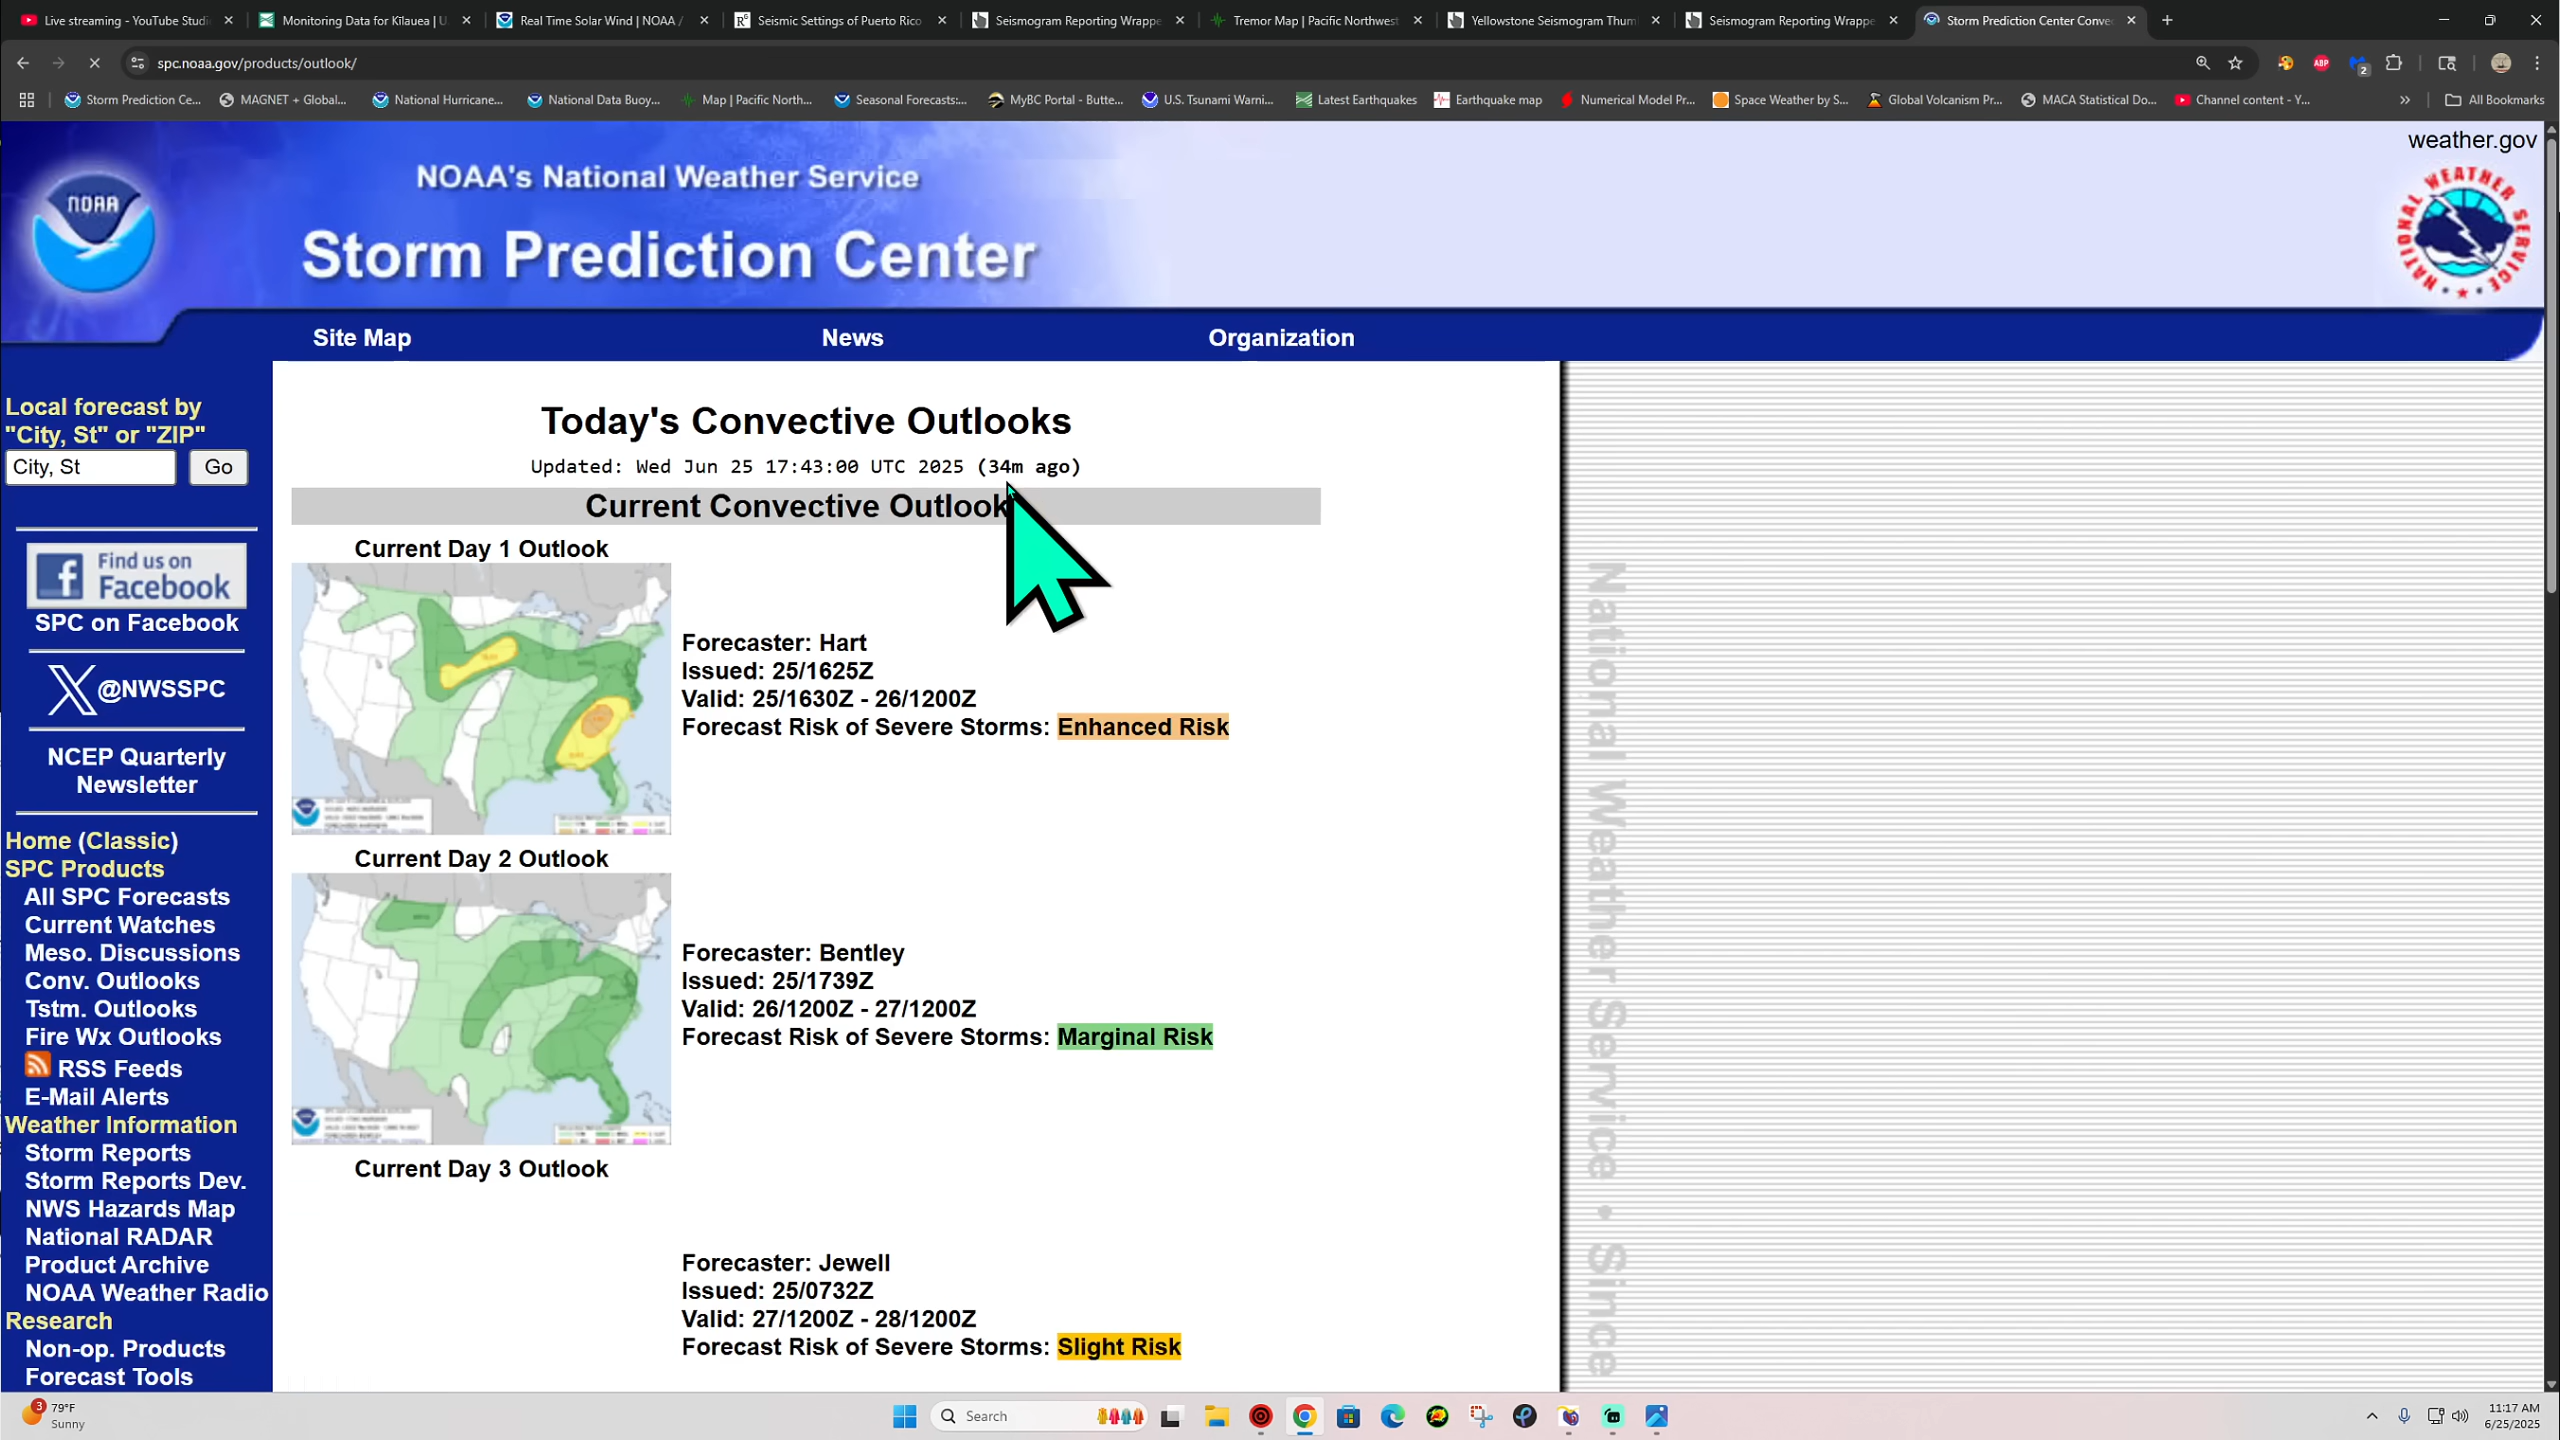 Live streaming - YouTube Studi
Monitoring Data for Kīlauea | U.
Real Time Solar Wind | NOAA /
Seismic Settings of Puerto Rico
Seismogram Reporting Wrappe
Tremor Map | Pacific Northwest
Yellowstone Seismogram Thum
Seismogram Reporting Wrappe
Storm Prediction Center Conve
spc.noaa.gov/products/outlook/
ABP
2
Storm Prediction Ce...
MAGNET + Global...
National Hurricane...
National Data Buoy...
Map | Pacific North...
Seasonal Forecasts:...
MyBC Portal - Butte...
U.S. Tsunami Warni...
Latest Earthquakes
Earthquake map
Numerical Model Pr...
Space Weather by S...
Global Volcanism Pr...
MACA Statistical Do...
Channel content - Y...
All Bookmarks
weather.gov
NOAA
NOAA's National Weather Service
Storm Prediction Center
NATIONAL WEATHER SERVICE
Site Map
News
Organization
Local forecast by
"City, St" or "ZIP"
City, St
Go
Find us on
Facebook
SPC on Facebook
@NWSSPC
NCEP Quarterly
Newsletter
Home (Classic)
SPC Products
All SPC Forecasts
Current Watches
Meso. Discussions
Conv. Outlooks
Tstm. Outlooks
Fire Wx Outlooks
RSS Feeds
E-Mail Alerts
Weather Information
Storm Reports
Storm Reports Dev.
NWS Hazards Map
National RADAR
Product Archive
NOAA Weather Radio
Research
Non-op. Products
Forecast Tools
Today's Convective Outlooks
Updated: Wed Jun 25 17:43:00 UTC 2025 (34m ago)
Current Convective Outlook
Current Day 1 Outlook
Forecaster: Hart
Issued: 25/1625Z
Valid: 25/1630Z - 26/1200Z
Forecast Risk of Severe Storms: Enhanced Risk
Current Day 2 Outlook
Forecaster: Bentley
Issued: 25/1739Z
Valid: 26/1200Z - 27/1200Z
Forecast Risk of Severe Storms: Marginal Risk
Current Day 3 Outlook
Forecaster: Jewell
Issued: 25/0732Z
Valid: 27/1200Z - 28/1200Z
Forecast Risk of Severe Storms: Slight Risk
National Weather Service • Since
3
79°F
Sunny
Search
11:17 AM
6/25/2025